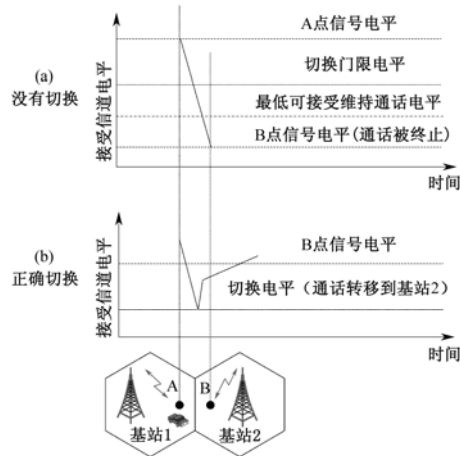 A点信号电平
(a)
没有切换
接受信道电平
切换门限电平
最低可接受维持通话电平
B点信号电平(通话被终止)
时间
(b)
正确切换
接受信道电平
B点信号电平
切换电平（通话转移到基站2）
时间
A
B
基站1
基站2